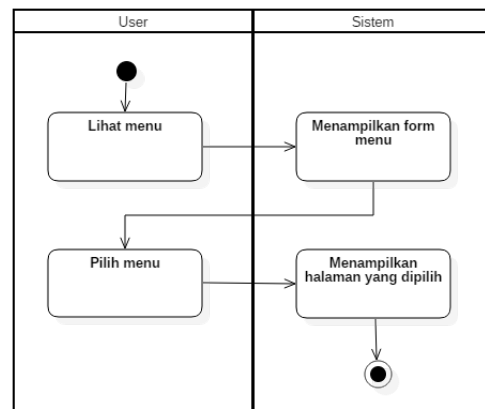 User
Sistem
Lihat menu
Menampilkan form
menu
Pilih menu
Menampilkan
halaman yang dipilih